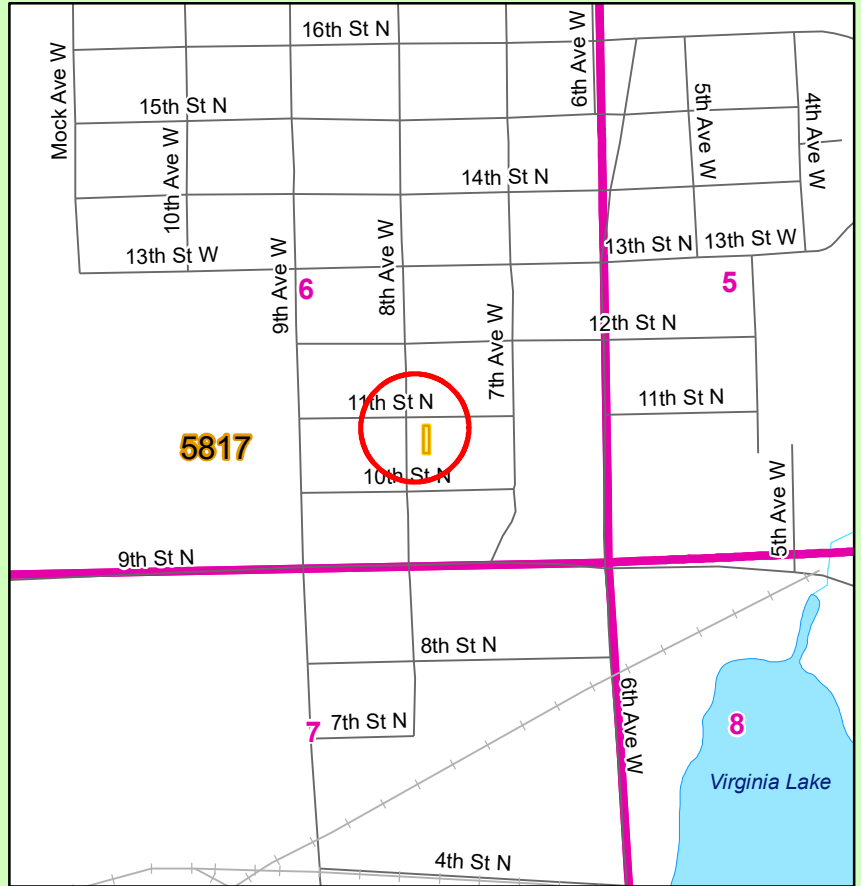 16th St N
6th Ave W
Mock Ave W
15th St N
5th Ave W
4th Ave W
10th Ave W
14th St N
13th St W
9th Ave W
8th Ave W
13th St N
13th St W
6
5
7th Ave W
12th St N
11th St N
11th St N
5817
10th St N
5th Ave W
9th St N
8th St N
6th Ave W
7
7th St N
8
Virginia Lake
4th St N